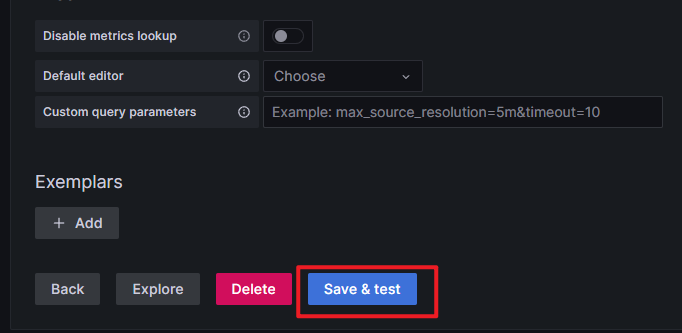 Disable metrics lookup
Default editor Choose
Custom query parameters Example: max_source_resolution=5m&timeout=10
Exemplars
+ Add
Back Explore Delete Save & test